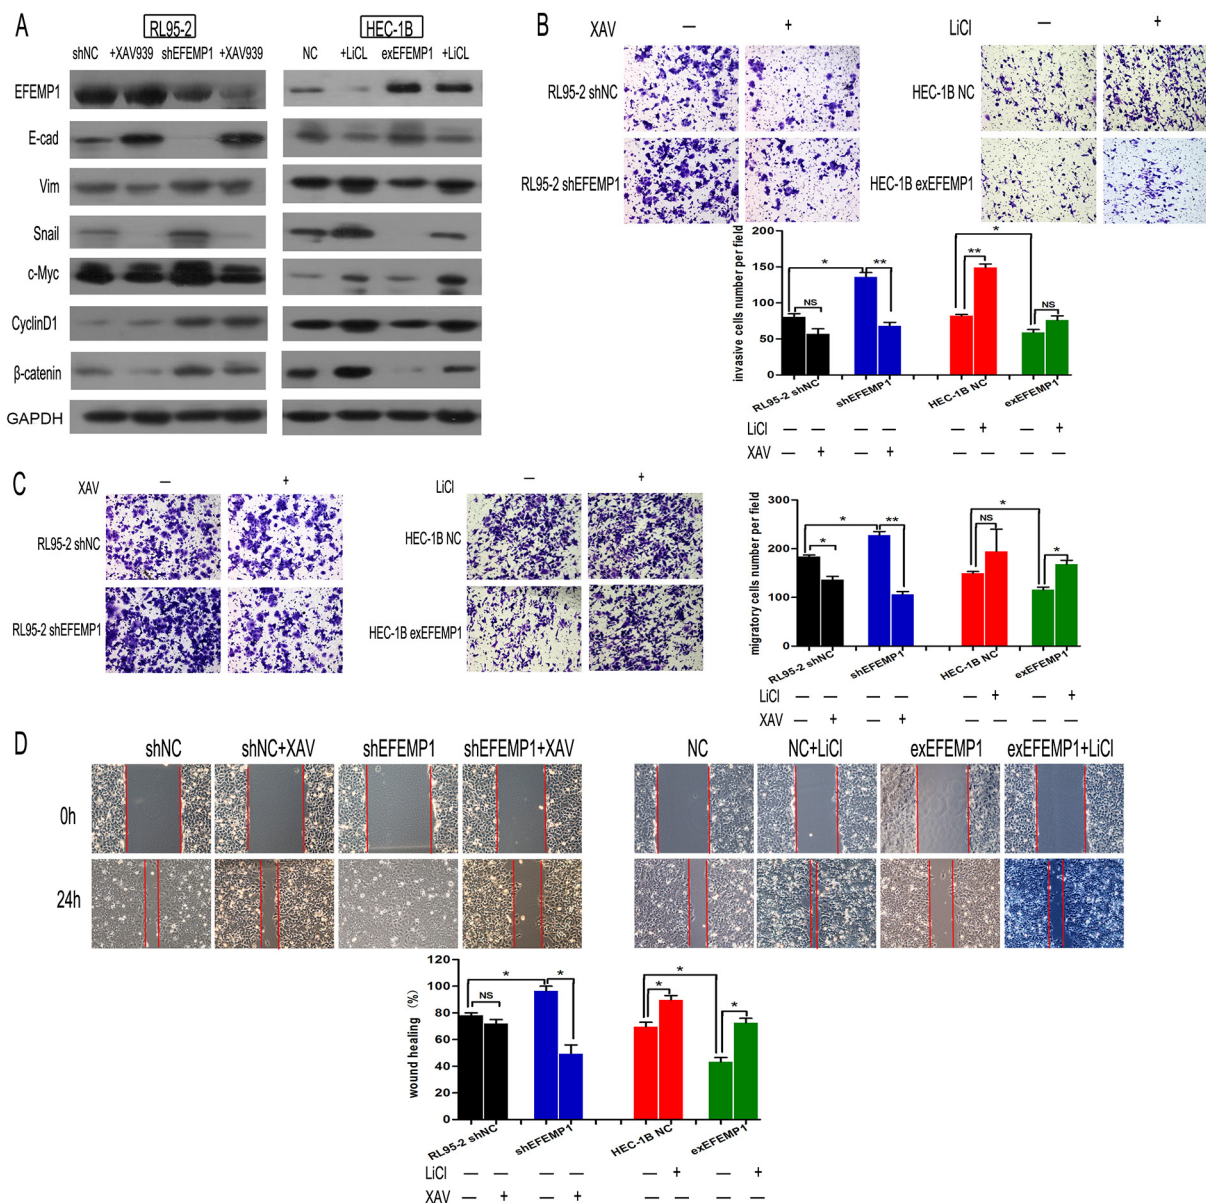 A
RL95-2
HEC-1B
shNC +XAV939 shEFEMP1 +XAV939
NC +LiCL exEFEMP1 +LiCL
EFEMP1
E-cad
Vim
Snail
c-Myc
CyclinD1
β-catenin
GAPDH
B
XAV — +
LiCl — +
RL95-2 shNC
HEC-1B NC
RL95-2 shEFEMP1
HEC-1B exEFEMP1
invasive cells number per field
200
150
100
50
0
NS * ** ** * NS
RL95-2 shNC shEFEMP1 HEC-1B NC exEFEMP1
LiCl — — — — — + — +
XAV — + — + — — — —
C
XAV — +
LiCl — +
RL95-2 shNC
HEC-1B NC
RL95-2 shEFEMP1
HEC-1B exEFEMP1
migratory cells number per field
300
200
100
0
* * ** NS * *
RL95-2 shNC shEFEMP1 HEC-1B NC exEFEMP1
LiCl — — — — — + — +
XAV — + — + — — — —
D
shNC shNC+XAV shEFEMP1 shEFEMP1+XAV
NC NC+LiCl exEFEMP1 exEFEMP1+LiCl
0h
24h
wound healing (%)
120
100
80
60
40
20
0
NS * * * * *
RL95-2 shNC shEFEMP1 HEC-1B NC exEFEMP1
LiCl — — — — — + — +
XAV — + — + — — — —